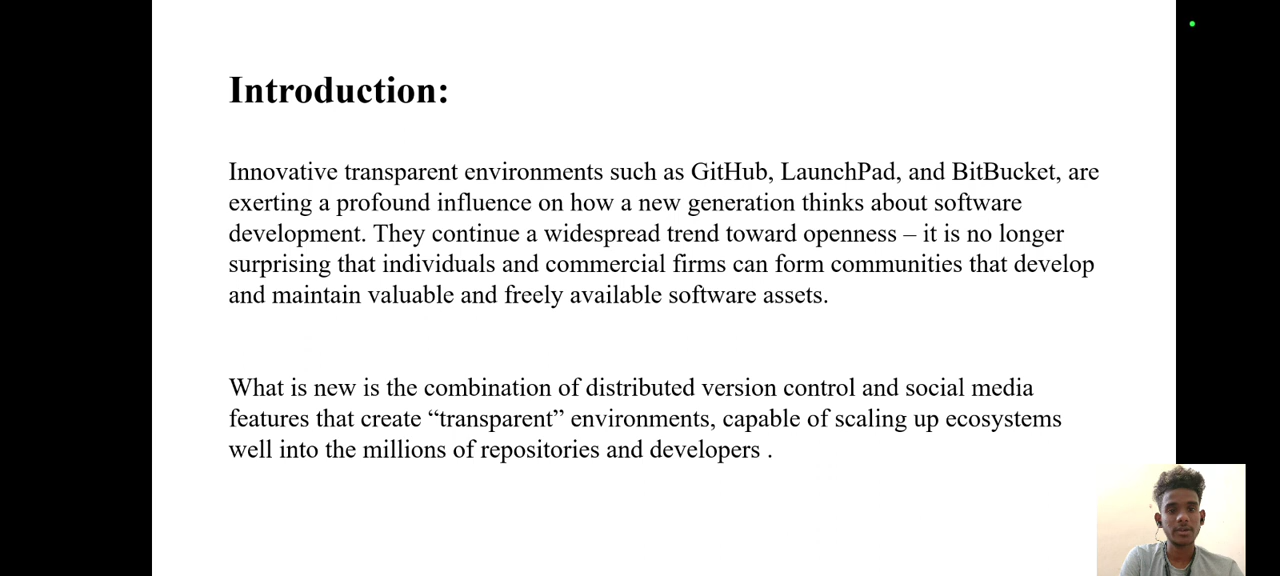 Introduction:
Innovative transparent environments such as GitHub, LaunchPad, and BitBucket, are
exerting a profound influence on how a new generation thinks about software
development. They continue a widespread trend toward openness – it is no longer
surprising that individuals and commercial firms can form communities that develop
and maintain valuable and freely available software assets.
What is new is the combination of distributed version control and social media
features that create “transparent” environments, capable of scaling up ecosystems
well into the millions of repositories and developers .